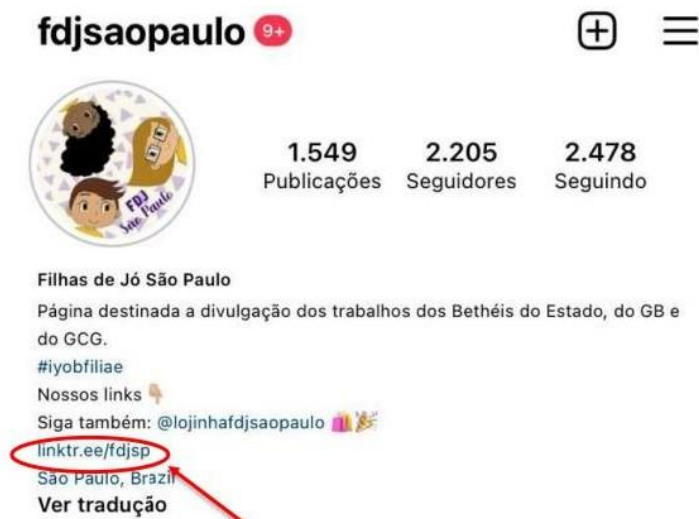 fdjsaopaulo 9+
1.549 2.205 2.478
Publicações Seguidores Seguindo
FDJ
São Paulo
Filhas de Jó São Paulo
Página destinada a divulgação dos trabalhos dos Bethéis do Estado, do GB e
do GCG.
#iyobfiliae
Nossos links 👇🏼
Siga também: @lojinhafdjsaopaulo 🛍️🎉
linktr.ee/fdjsp
São Paulo, Brazil
Ver tradução